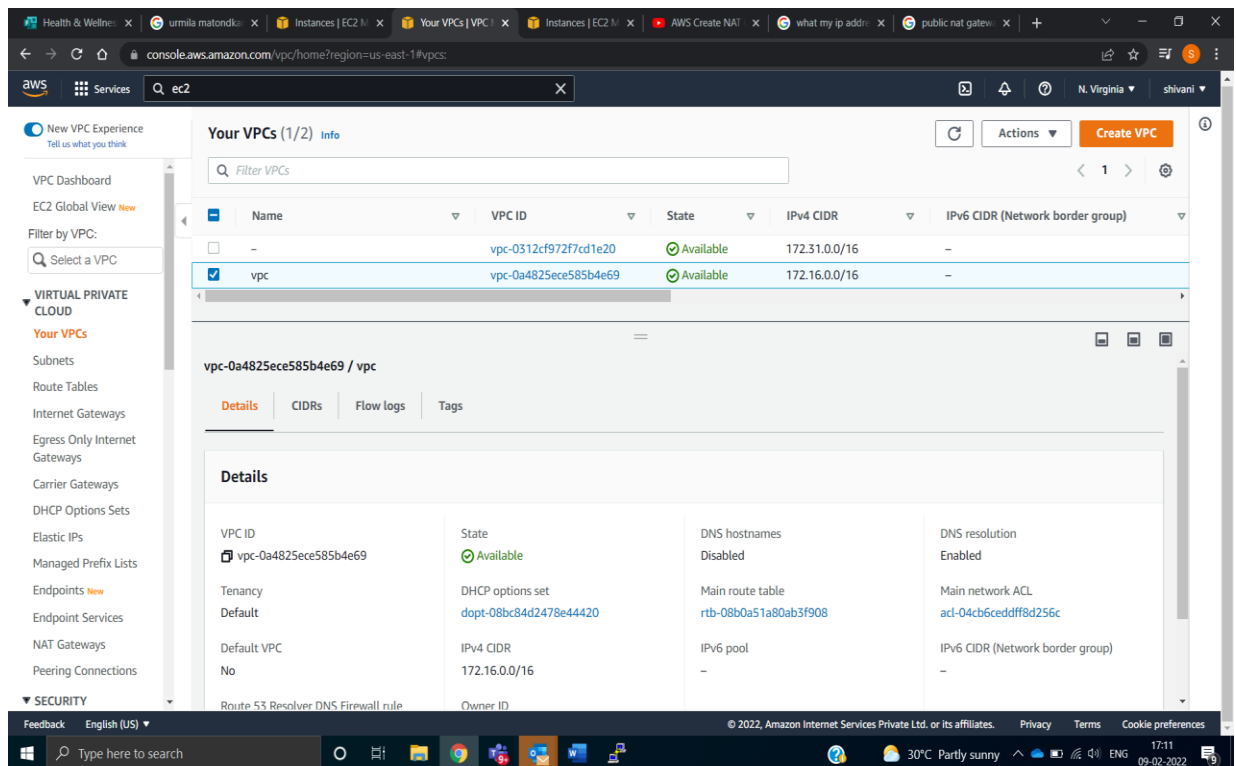 Health & Wellnes
urmila matondka
Instances | EC2 M
Your VPCs | VPC
Instances | EC2 M
AWS Create NAT
what my ip addre
public nat gatew
console.aws.amazon.com/vpc/home?region=us-east-1#vpcs:
S
aws
Services
ec2
N. Virginia ▼
shivani ▼
New VPC Experience
Tell us what you think
VPC Dashboard
EC2 Global View New
Filter by VPC:
Select a VPC
VIRTUAL PRIVATE
CLOUD
Your VPCs
Subnets
Route Tables
Internet Gateways
Egress Only Internet
Gateways
Carrier Gateways
DHCP Options Sets
Elastic IPs
Managed Prefix Lists
Endpoints New
Endpoint Services
NAT Gateways
Peering Connections
SECURITY
Your VPCs (1/2) Info
Actions ▼
Create VPC
Filter VPCs
1
Name VPC ID State IPv4 CIDR IPv6 CIDR (Network border group)
– vpc-0312cf972f7cd1e20 Available 172.31.0.0/16 –
vpc vpc-0a4825ece585b4e69 Available 172.16.0.0/16 –
vpc-0a4825ece585b4e69 / vpc
Details CIDRs Flow logs Tags
Details
VPC ID State DNS hostnames DNS resolution
vpc-0a4825ece585b4e69 Available Disabled Enabled
Tenancy DHCP options set Main route table Main network ACL
Default dopt-08bc84d2478e44420 rtb-08b0a51a80ab3f908 acl-04cb6ceddff8d256c
Default VPC IPv4 CIDR IPv6 pool IPv6 CIDR (Network border group)
No 172.16.0.0/16 – –
Route 53 Resolver DNS Firewall rule Owner ID
Feedback English (US) ▼ © 2022, Amazon Internet Services Private Ltd. or its affiliates. Privacy Terms Cookie preferences
Type here to search
30°C Partly sunny
ENG
17:11
09-02-2022